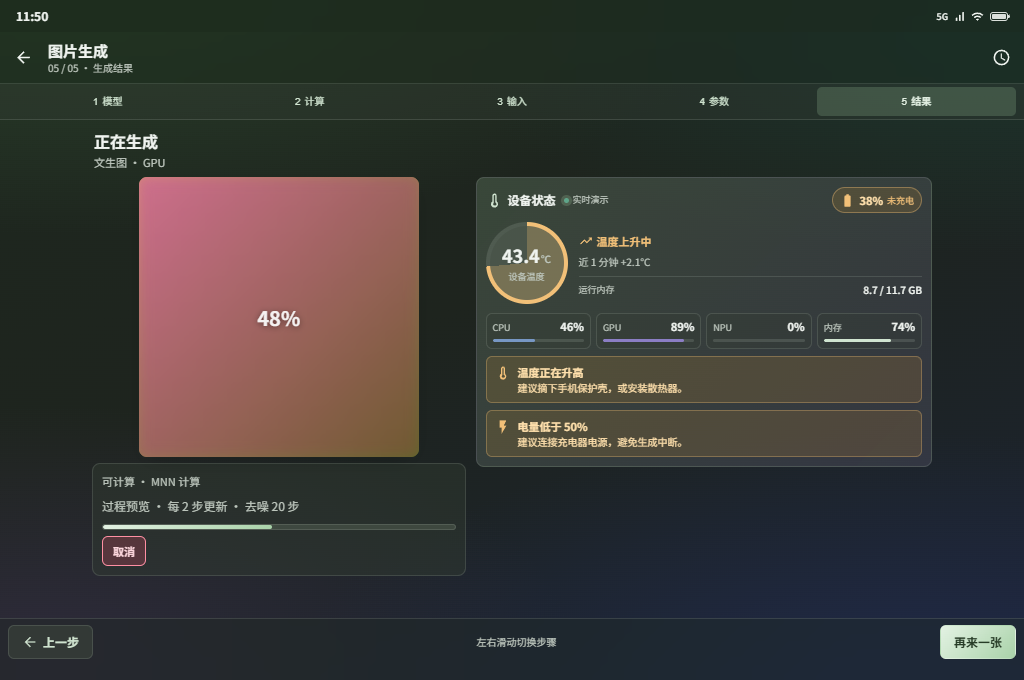 11:50
5G
图片生成
05 / 05 • 生成结果
1 模型
2 计算
3 输入
4 参数
5 结果
正在生成
文生图 • GPU
48%
可计算 • MNN 计算
过程预览 • 每 2 步更新 • 去噪 20 步
取消
设备状态
实时演示
38% 未充电
43.4°C
设备温度
温度上升中
近 1 分钟 +2.1°C
运行内存
8.7 / 11.7 GB
CPU 46%
GPU 89%
NPU 0%
内存 74%
温度正在升高
建议摘下手机保护壳，或安装散热器。
电量低于 50%
建议连接充电器电源，避免生成中断。
上一步
左右滑动切换步骤
再来一张